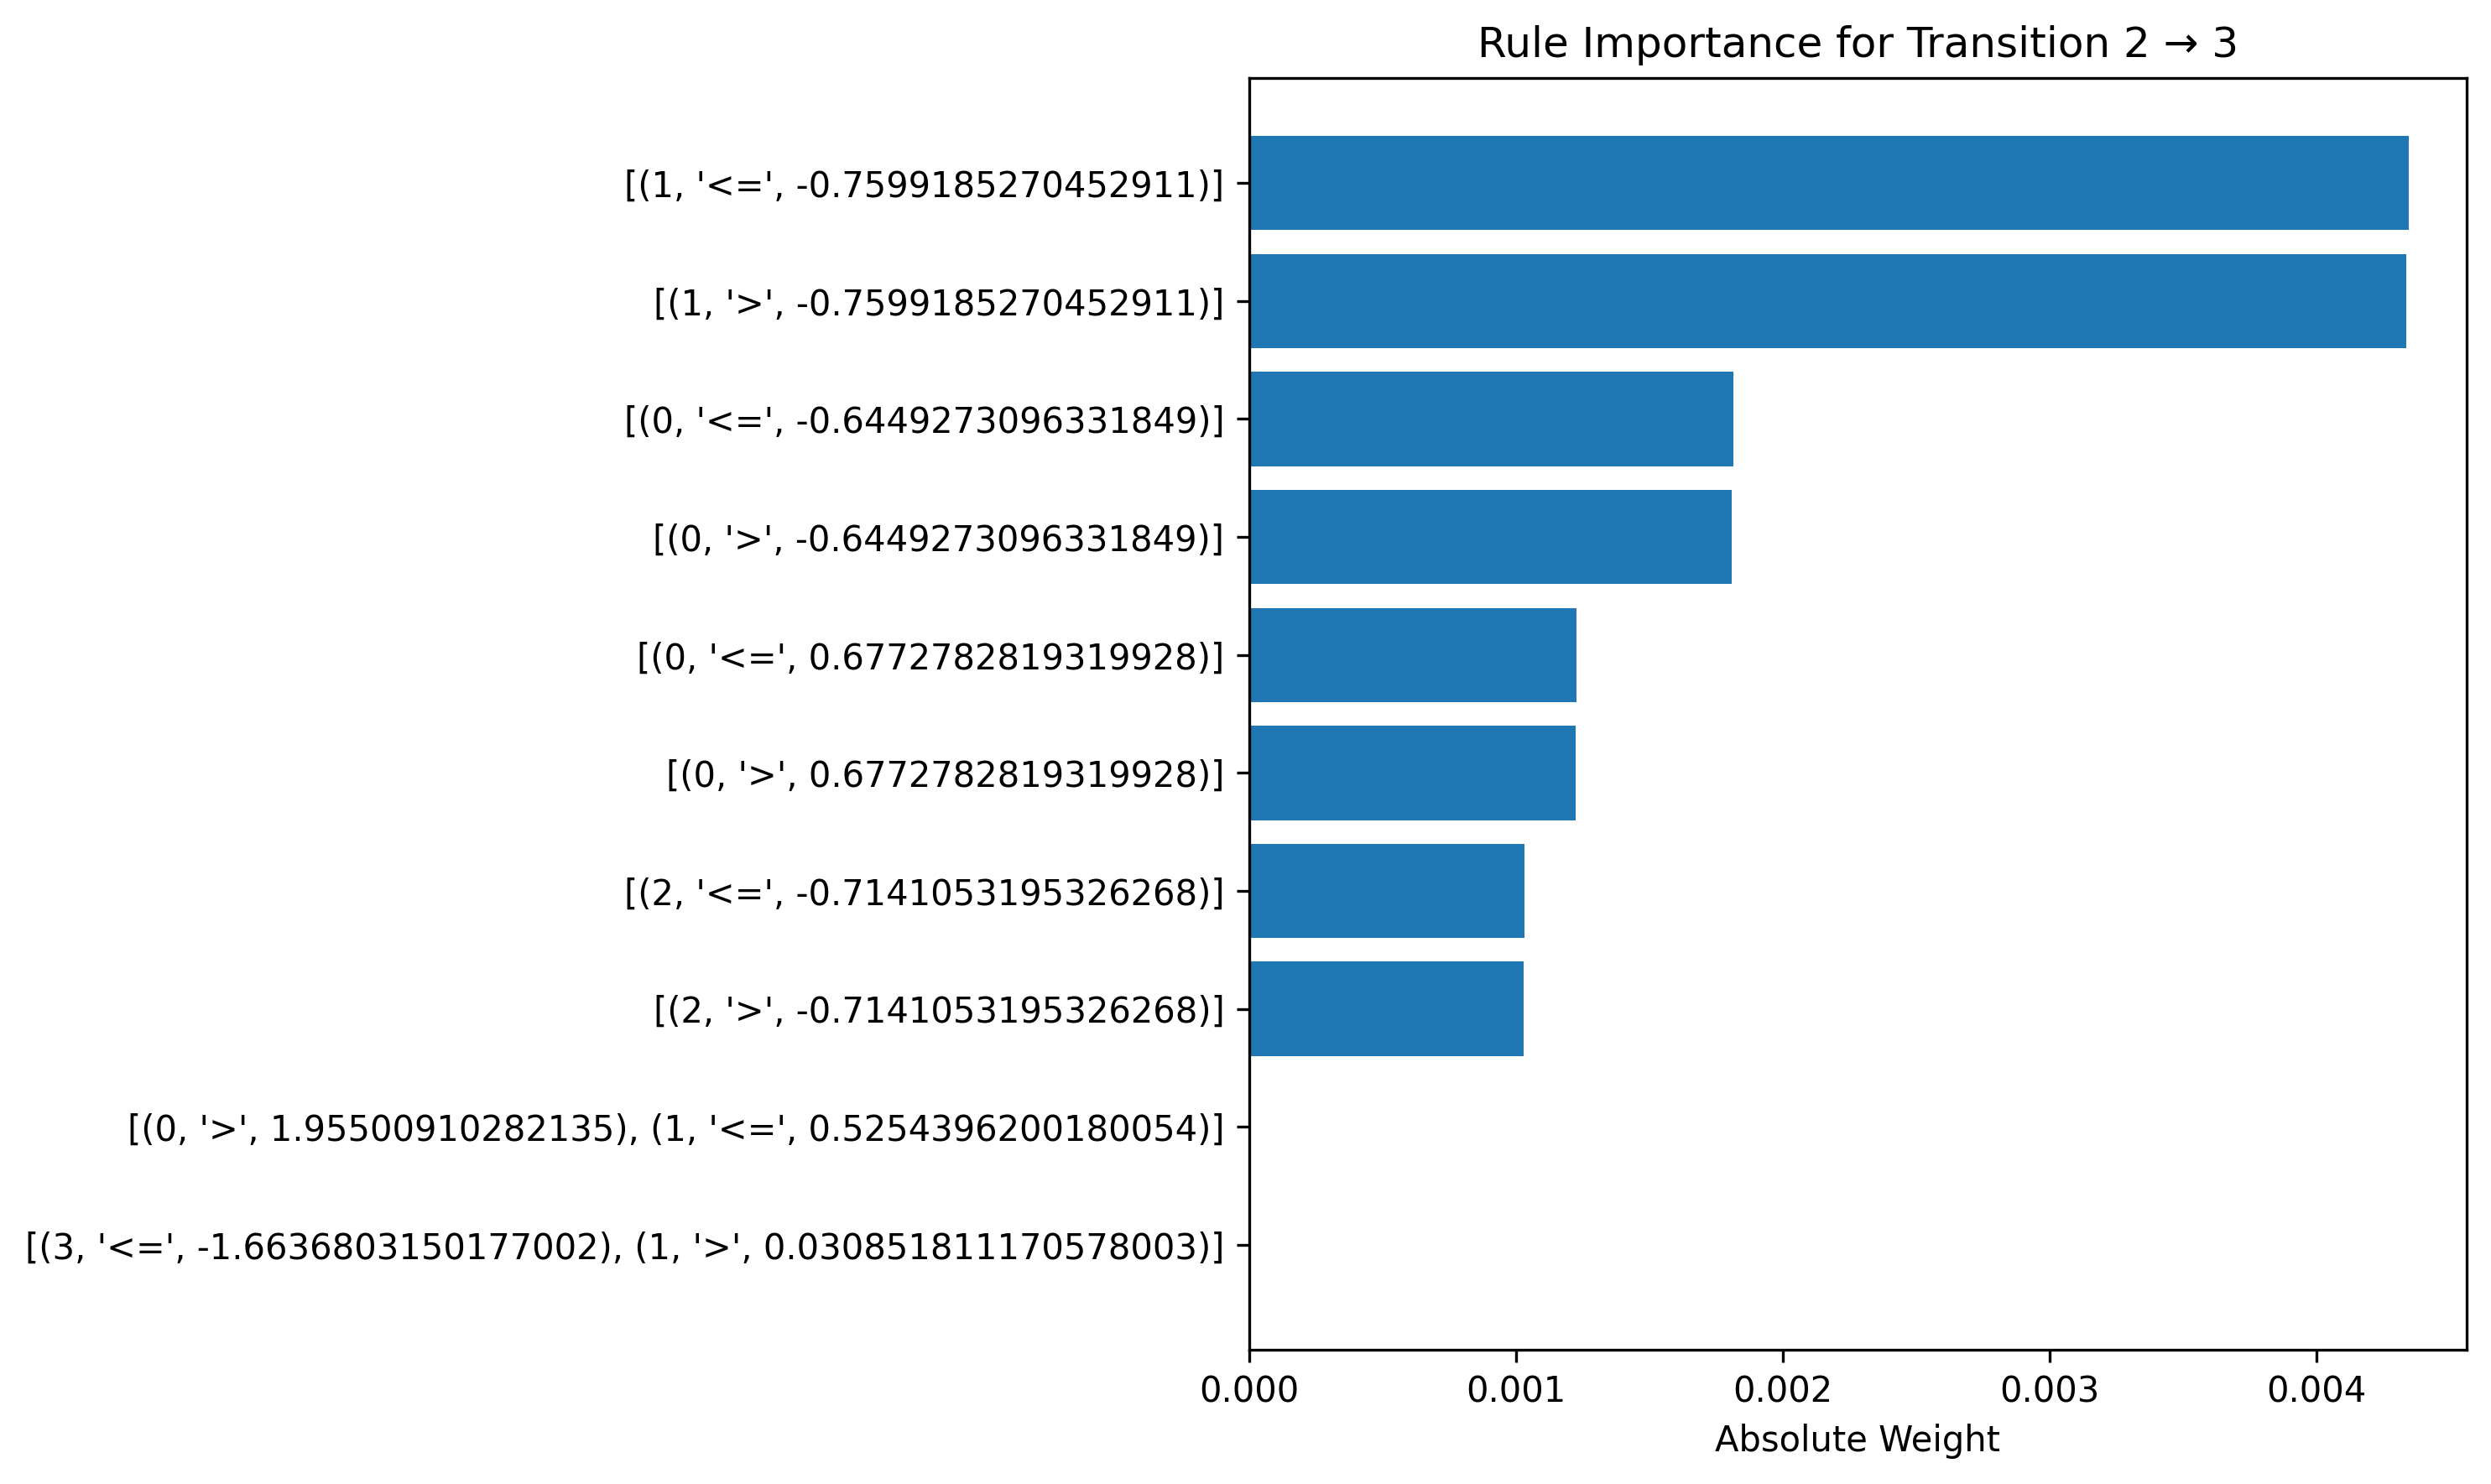 Rule Importance for Transition 2 → 3
[(1, '<=', -0.7599185270452911)]
[(1, '>', -0.7599185270452911)]
[(0, '<=', -0.6449273096331849)]
[(0, '>', -0.6449273096331849)]
[(0, '<=', 0.6772782819319928)]
[(0, '>', 0.6772782819319928)]
[(2, '<=', -0.7141053195326268)]
[(2, '>', -0.7141053195326268)]
[(0, '>', 1.95500910282135), (1, '<=', 0.5254396200180054)]
[(3, '<=', -1.6636803150177002), (1, '>', 0.030851811170578003)]
0.000 0.001 0.002 0.003 0.004
Absolute Weight